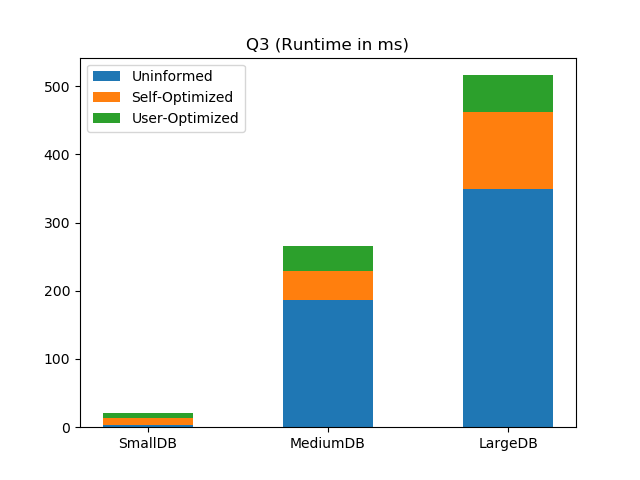 Q3 (Runtime in ms)
Uninformed
Self-Optimized
User-Optimized
500
400
300
200
100
0
SmallDB
MediumDB
LargeDB